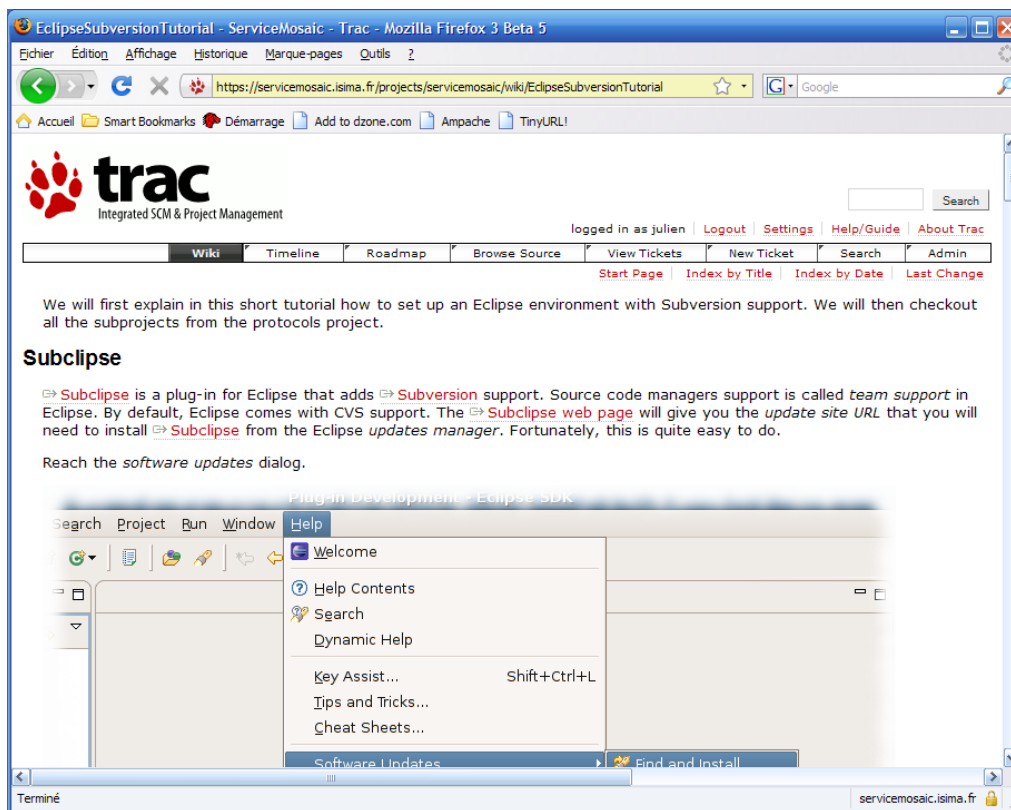 EclipseSubversionTutorial - ServiceMosaic - Trac - Mozilla Firefox 3 Beta 5
Fichier Édition Affichage Historique Marque-pages Outils ?
https://servicemosaic.isima.fr/projects/servicemosaic/wiki/EclipseSubversionTutorial G Google
Accueil Smart Bookmarks Démarrage Add to dzone.com Ampache TinyURL!
trac
Integrated SCM & Project Management
Search
logged in as julien Logout Settings Help/Guide About Trac
Wiki Timeline Roadmap Browse Source View Tickets New Ticket Search Admin
Start Page Index by Title Index by Date Last Change
We will first explain in this short tutorial how to set up an Eclipse environment with Subversion support. We will then checkout
all the subprojects from the protocols project.
Subclipse
Subclipse is a plug-in for Eclipse that adds Subversion support. Source code managers support is called team support in
Eclipse. By default, Eclipse comes with CVS support. The Subclipse web page will give you the update site URL that you will
need to install Subclipse from the Eclipse updates manager. Fortunately, this is quite easy to do.
Reach the software updates dialog.
Plug-in Development - Eclipse SDK
Search Project Run Window Help
Welcome
Help Contents
Search
Dynamic Help
Key Assist... Shift+Ctrl+L
Tips and Tricks...
Cheat Sheets...
Software Updates Find and Install
Terminé servicemosaic.isima.fr